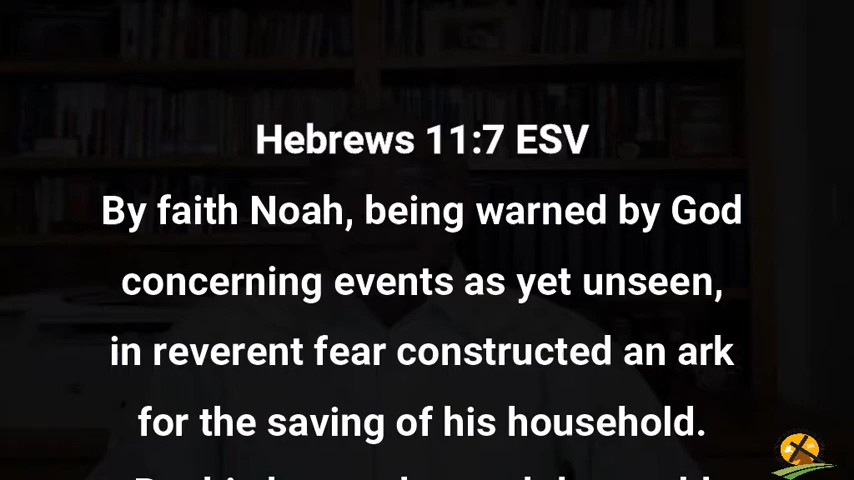 Hebrews 11:7 ESV
By faith Noah, being warned by God
concerning events as yet unseen,
in reverent fear constructed an ark
for the saving of his household.